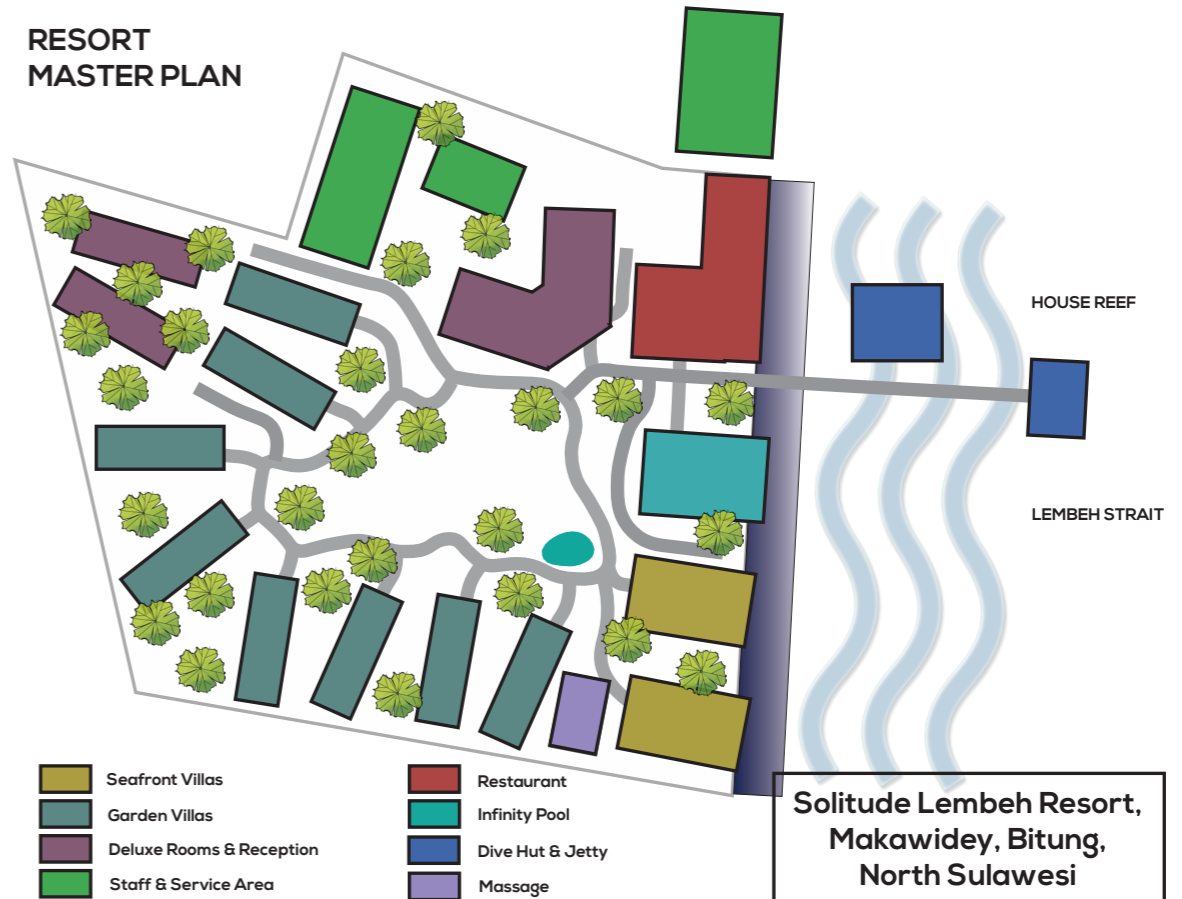 RESORT
MASTER PLAN
HOUSE REEF
LEMBEH STRAIT
Seafront Villas
Garden Villas
Deluxe Rooms & Reception
Staff & Service Area
Restaurant
Infinity Pool
Dive Hut & Jetty
Massage
Solitude Lembeh Resort,
Makawidey, Bitung,
North Sulawesi